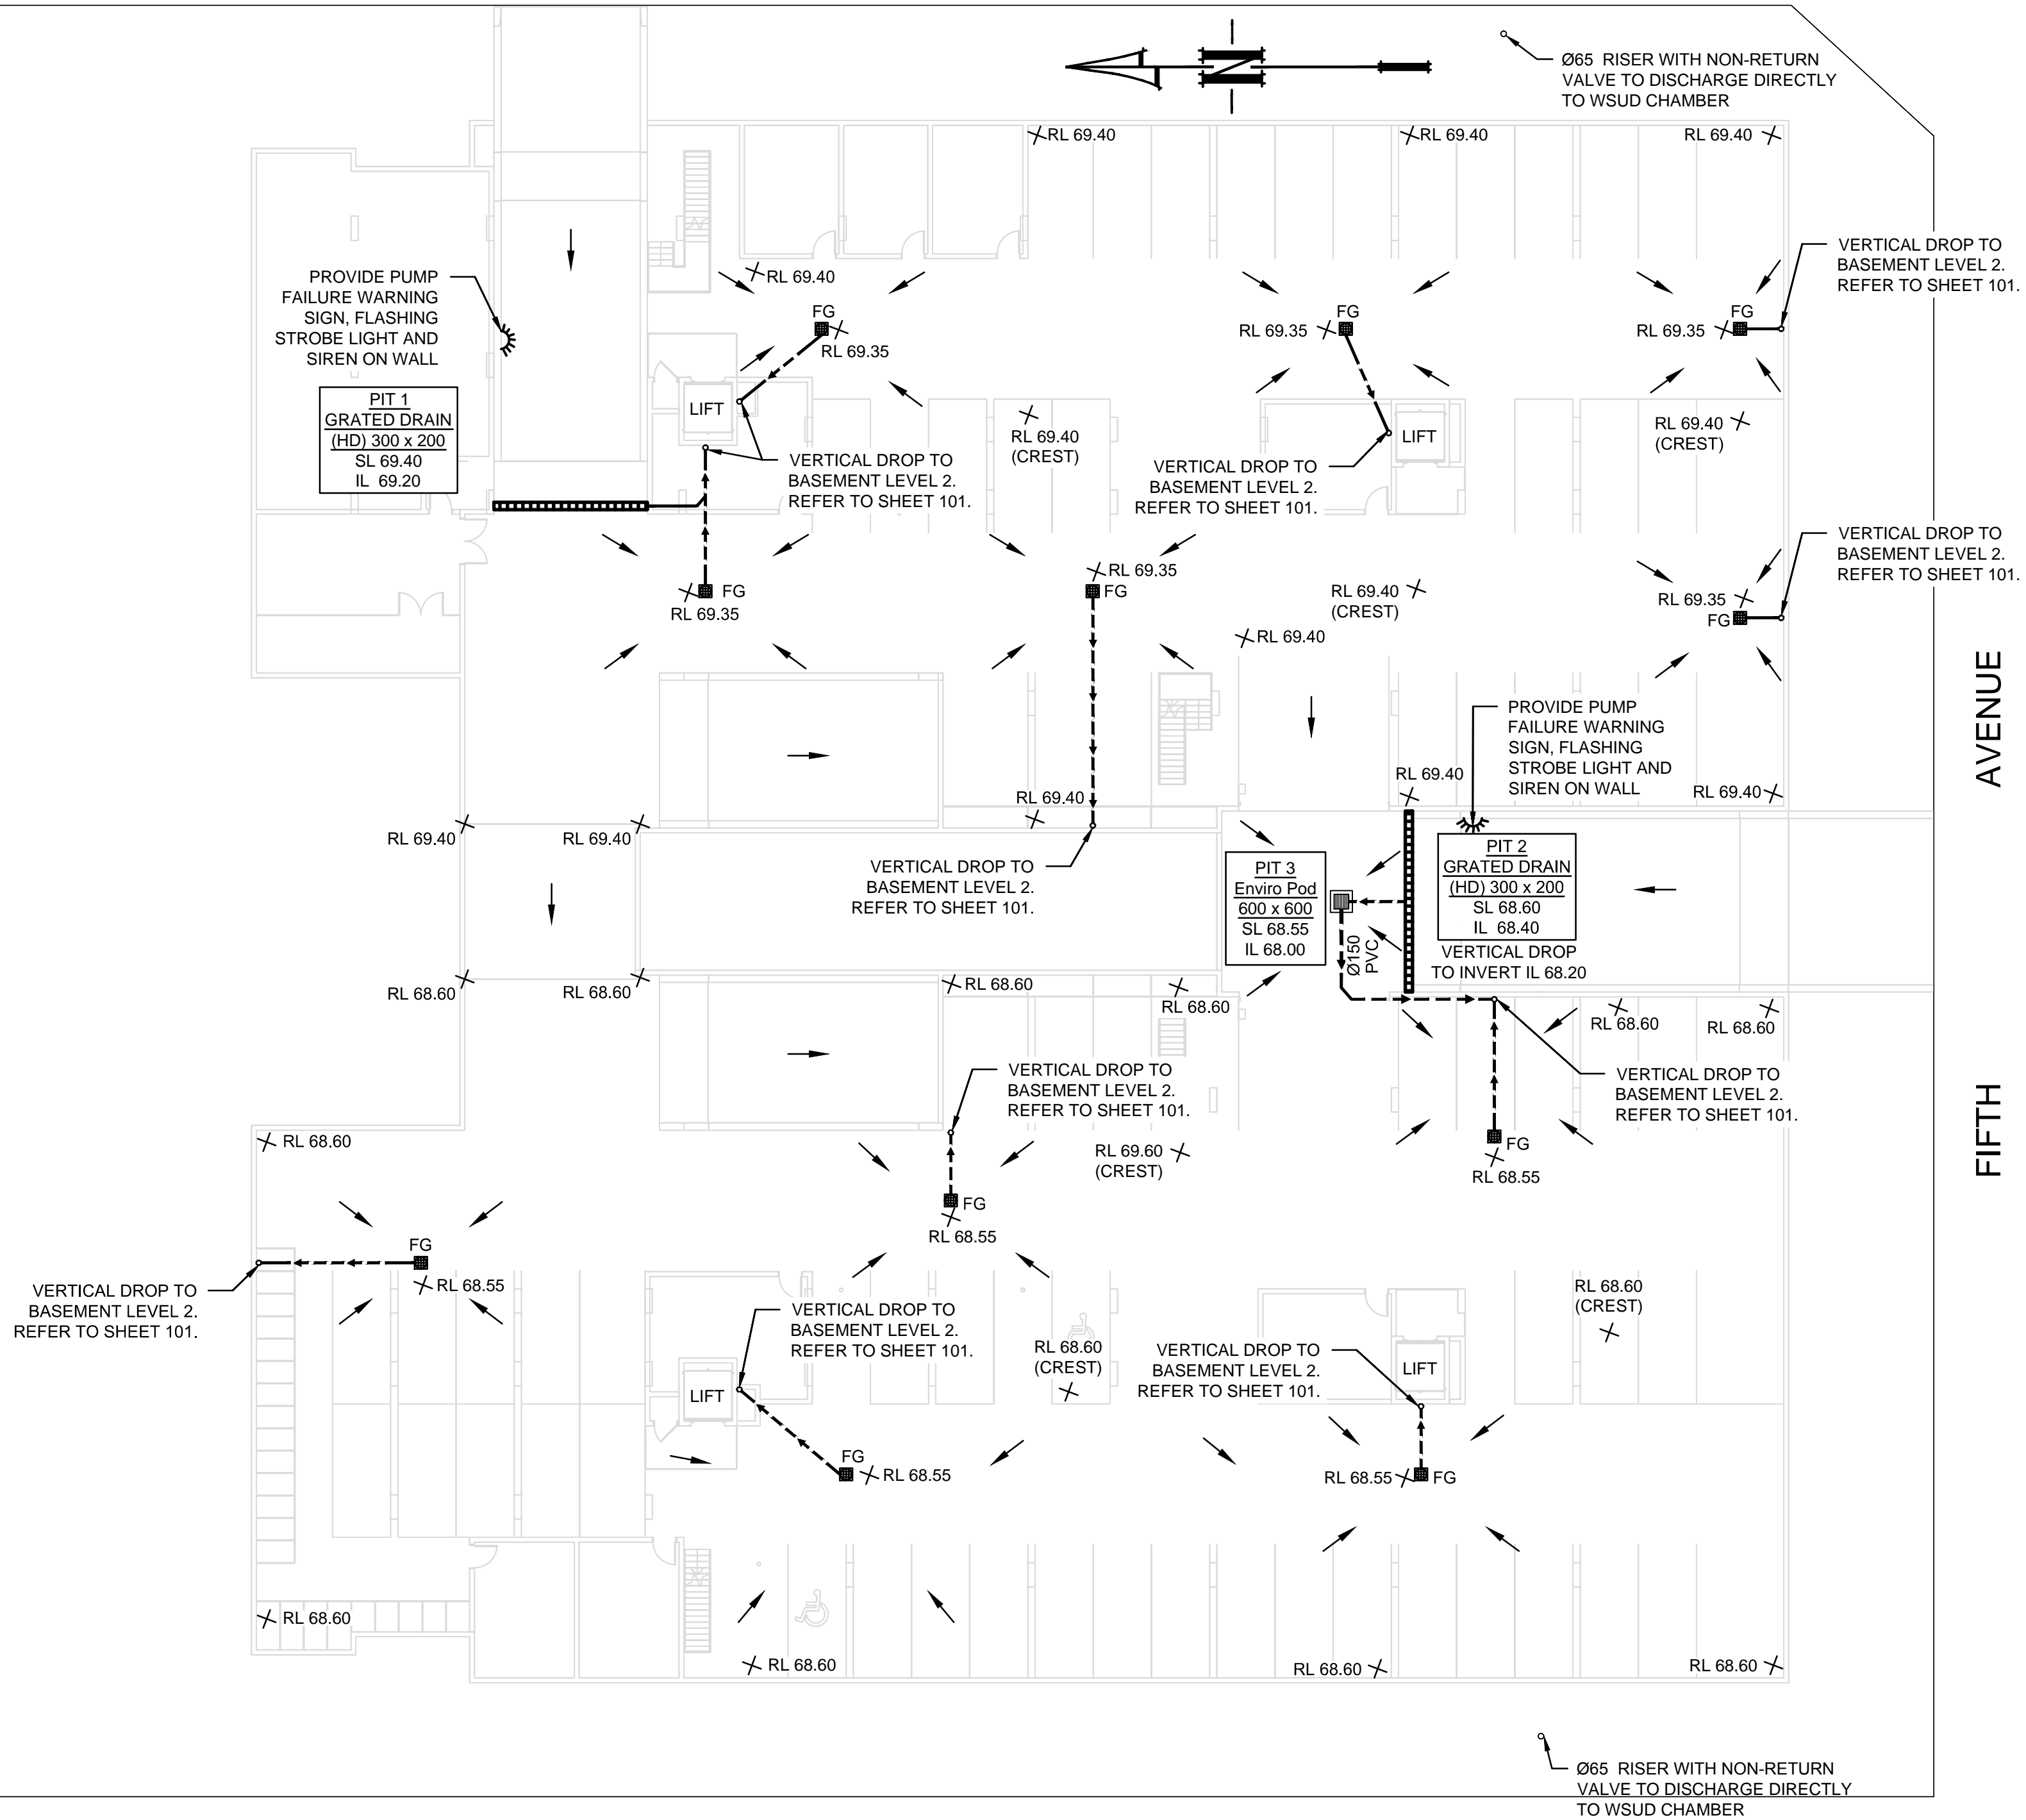 Ø65 RISER WITH NON-RETURN
VALVE TO DISCHARGE DIRECTLY
TO WSUD CHAMBER
N
RL 69.40
RL 69.40
RL 69.40
VERTICAL DROP TO
BASEMENT LEVEL 2.
REFER TO SHEET 101.
PROVIDE PUMP
FAILURE WARNING
SIGN, FLASHING
STROBE LIGHT AND
SIREN ON WALL
RL 69.40
FG
RL 69.35
FG
RL 69.35
FG
RL 69.35
PIT 1
GRATED DRAIN
(HD) 300 x 200
SL 69.40
IL 69.20
LIFT
RL 69.40
(CREST)
LIFT
RL 69.40
(CREST)
VERTICAL DROP TO
BASEMENT LEVEL 2.
REFER TO SHEET 101.
VERTICAL DROP TO
BASEMENT LEVEL 2.
REFER TO SHEET 101.
VERTICAL DROP TO
BASEMENT LEVEL 2.
REFER TO SHEET 101.
FG
RL 69.35
RL 69.35
FG
RL 69.40
(CREST)
RL 69.35
FG
RL 69.40
AVENUE
PROVIDE PUMP
FAILURE WARNING
SIGN, FLASHING
STROBE LIGHT AND
SIREN ON WALL
RL 69.40
RL 69.40
RL 69.40
RL 69.40
RL 69.40
VERTICAL DROP TO
BASEMENT LEVEL 2.
REFER TO SHEET 101.
PIT 3
Enviro Pod
600 x 600
SL 68.55
IL 68.00
PIT 2
GRATED DRAIN
(HD) 300 x 200
SL 68.60
IL 68.40
VERTICAL DROP
TO INVERT IL 68.20
Ø150
PVC
RL 68.60
RL 68.60
RL 68.60
RL 68.60
RL 68.60
RL 68.60
VERTICAL DROP TO
BASEMENT LEVEL 2.
REFER TO SHEET 101.
VERTICAL DROP TO
BASEMENT LEVEL 2.
REFER TO SHEET 101.
FIFTH
RL 68.60
RL 69.60
(CREST)
FG
RL 68.55
FG
RL 68.55
FG
RL 68.55
VERTICAL DROP TO
BASEMENT LEVEL 2.
REFER TO SHEET 101.
VERTICAL DROP TO
BASEMENT LEVEL 2.
REFER TO SHEET 101.
RL 68.60
(CREST)
RL 68.60
(CREST)
VERTICAL DROP TO
BASEMENT LEVEL 2.
REFER TO SHEET 101.
LIFT
LIFT
FG
RL 68.55
RL 68.55
FG
RL 68.60
RL 68.60
RL 68.60
RL 68.60
Ø65 RISER WITH NON-RETURN
VALVE TO DISCHARGE DIRECTLY
TO WSUD CHAMBER